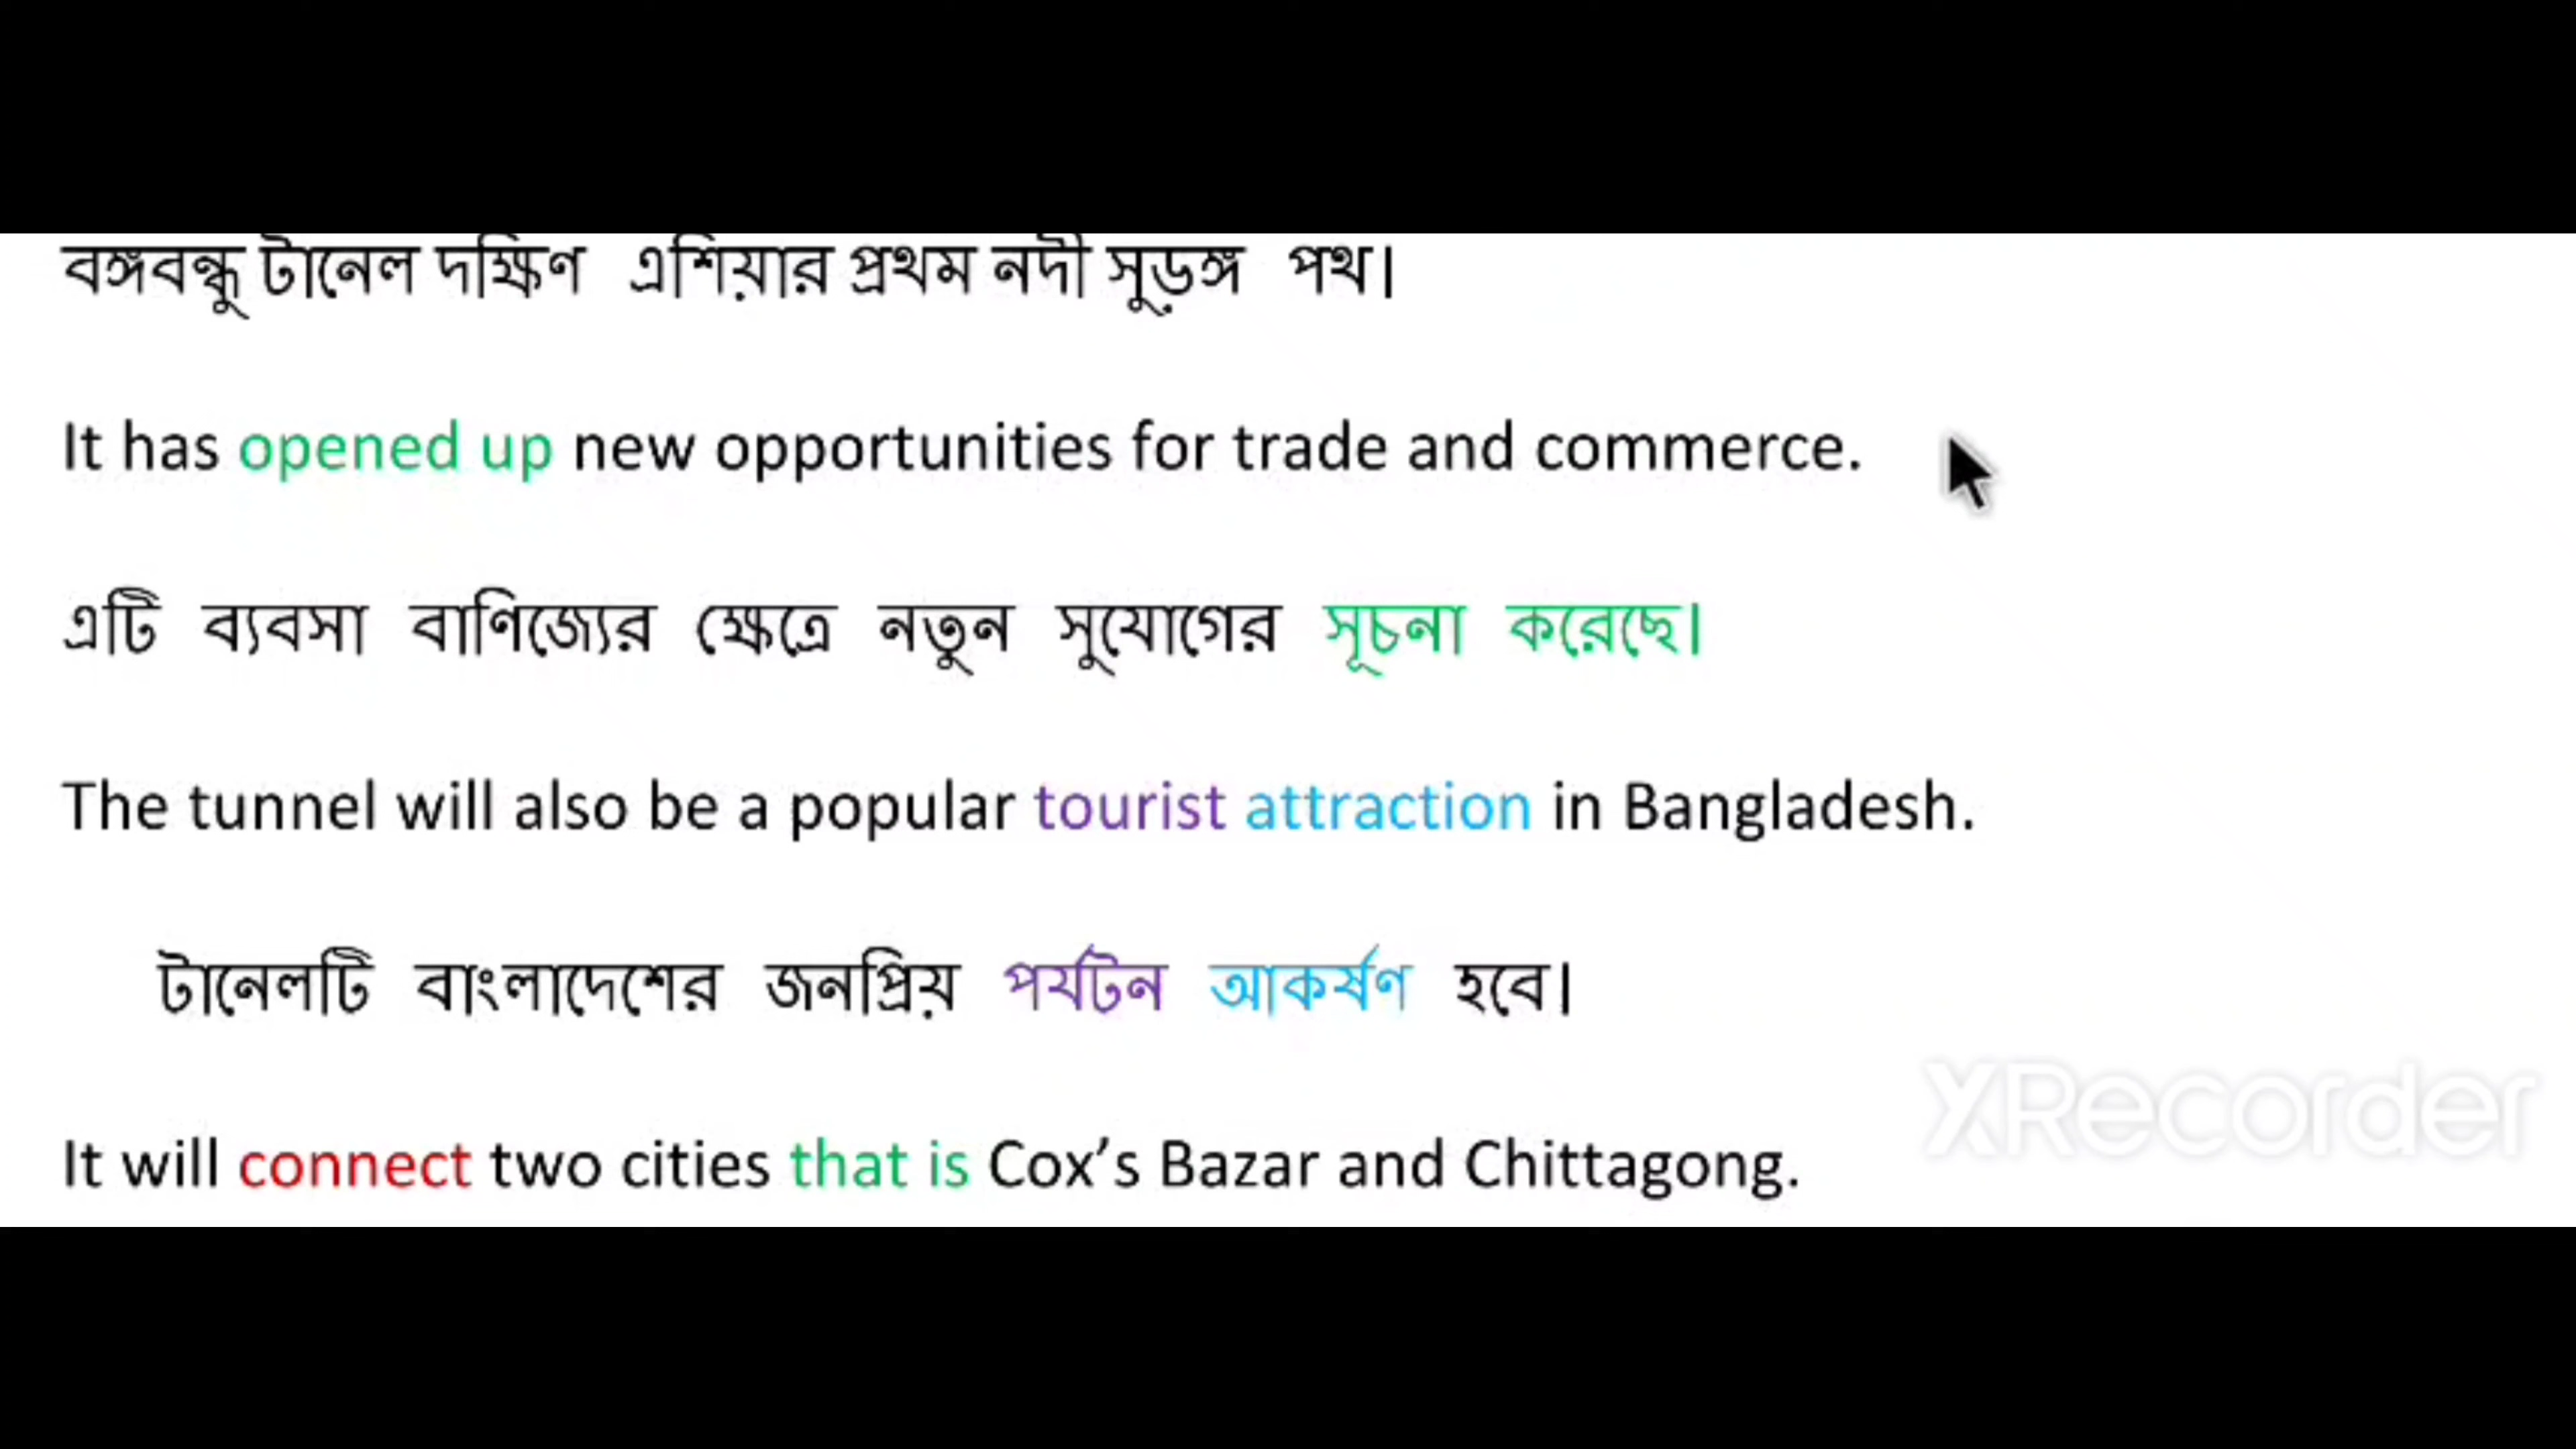 বঙ্গবন্ধু টানেল দক্ষিণ এশিয়ার প্রথম নদী সুড়ঙ্গ পথ।
It has opened up new opportunities for trade and commerce.
এটি ব্যবসা বাণিজ্যের ক্ষেত্রে নতুন সুযোগের সূচনা করেছে।
The tunnel will also be a popular tourist attraction in Bangladesh.
টানেলটি বাংলাদেশের জনপ্রিয় পর্যটন আকর্ষণ হবে।
XRecorder
It will connect two cities that is Cox’s Bazar and Chittagong.